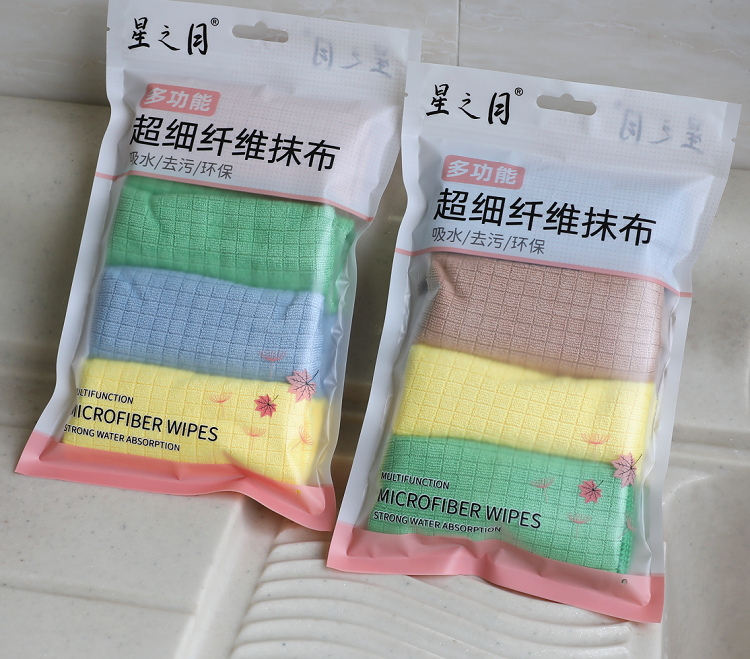 星之月®
多功能
超细纤维抹布
吸水/去污/环保
MULTIFUNCTION
MICROFIBER WIPES
STRONG WATER ABSORPTION
星之月®
多功能
超细纤维抹布
吸水/去污/环保
MULTIFUNCTION
MICROFIBER WIPES
STRONG WATER ABSORPTION